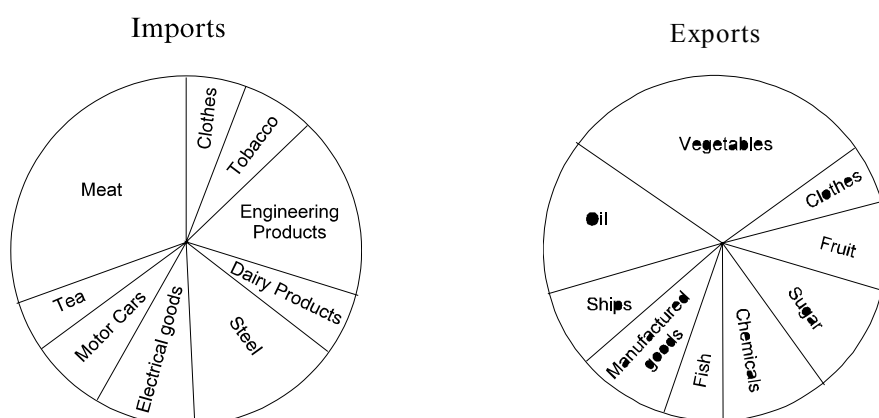 Imports
Clothes
Tobacco
Engineering
Products
Dairy Products
Steel
Electrical goods
Motor Cars
Tea
Meat
Exports
Vegetables
Clothes
Fruit
Sugar
Chemicals
Fish
Manufactured
goods
Ships
Oil